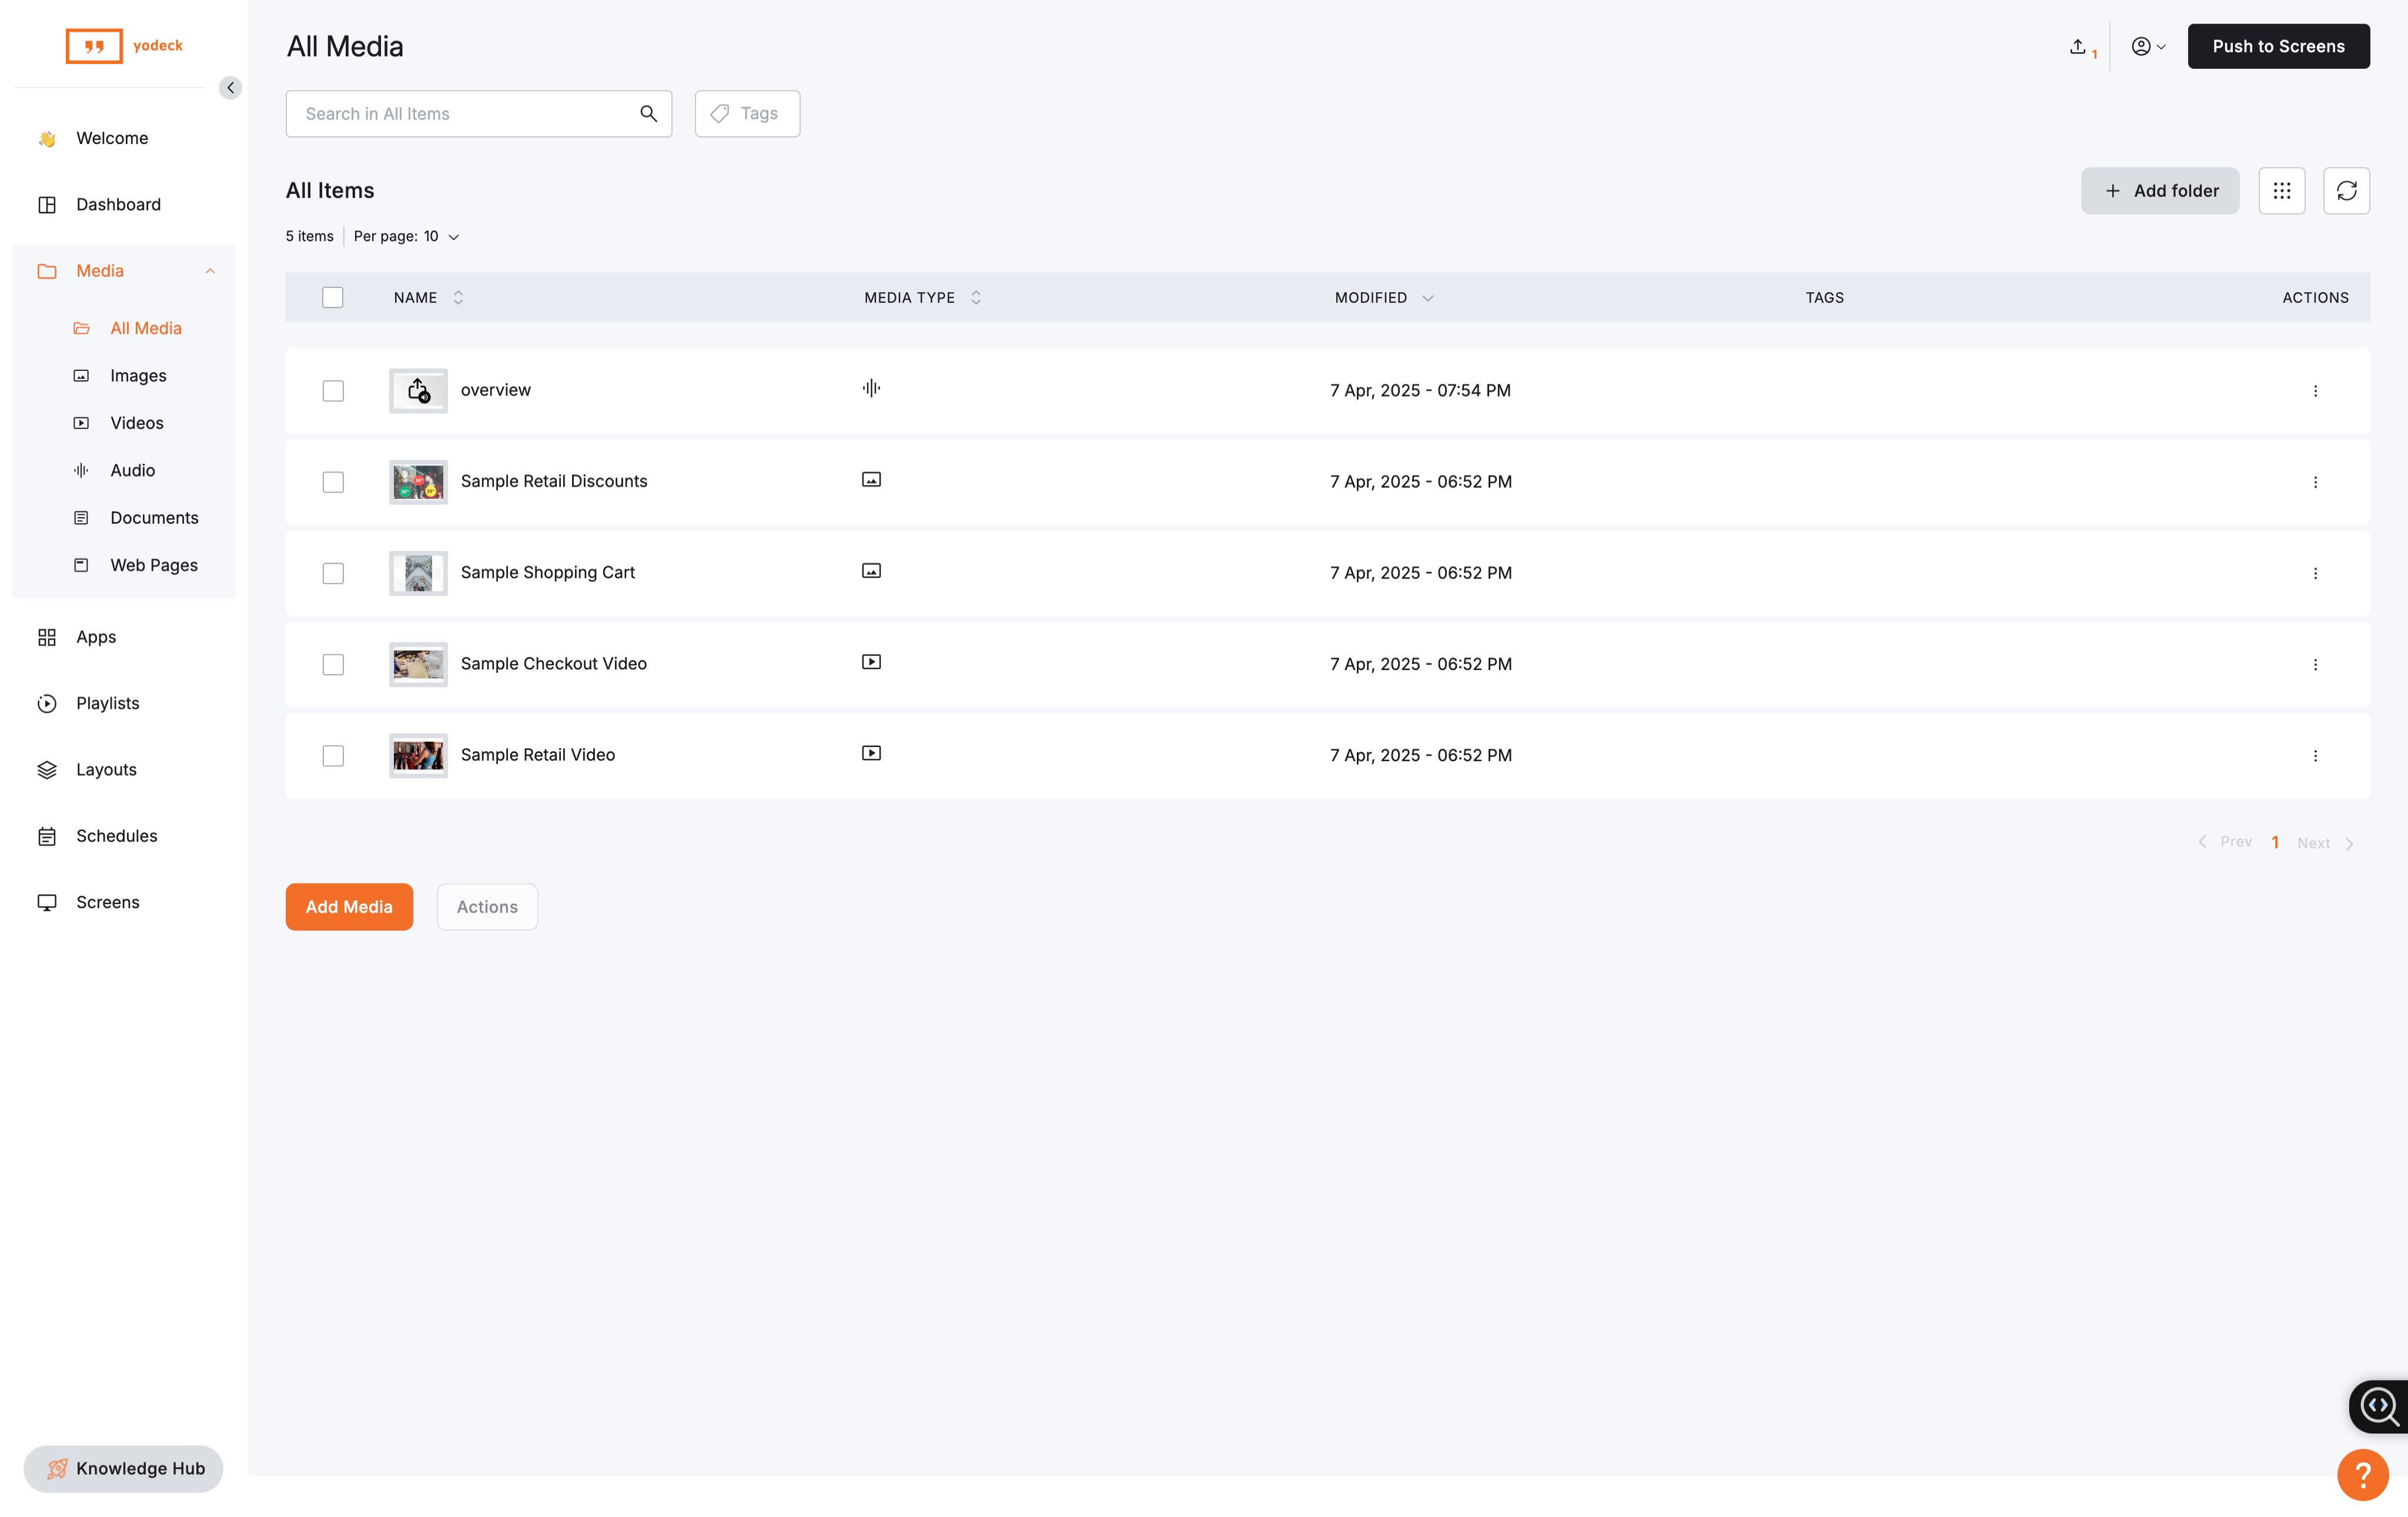 yodeck
All Media
1
Push to Screens
Search in All Items
Tags
Welcome
Dashboard
Media
All Media
Images
Videos
Audio
Documents
Web Pages
Apps
Playlists
Layouts
Schedules
Screens
Knowledge Hub
All Items
Add folder
5 items
Per page: 10
NAME MEDIA TYPE MODIFIED TAGS ACTIONS
overview 7 Apr, 2025 - 07:54 PM
Sample Retail Discounts 7 Apr, 2025 - 06:52 PM
Sample Shopping Cart 7 Apr, 2025 - 06:52 PM
Sample Checkout Video 7 Apr, 2025 - 06:52 PM
Sample Retail Video 7 Apr, 2025 - 06:52 PM
Prev 1 Next
Add Media
Actions
?